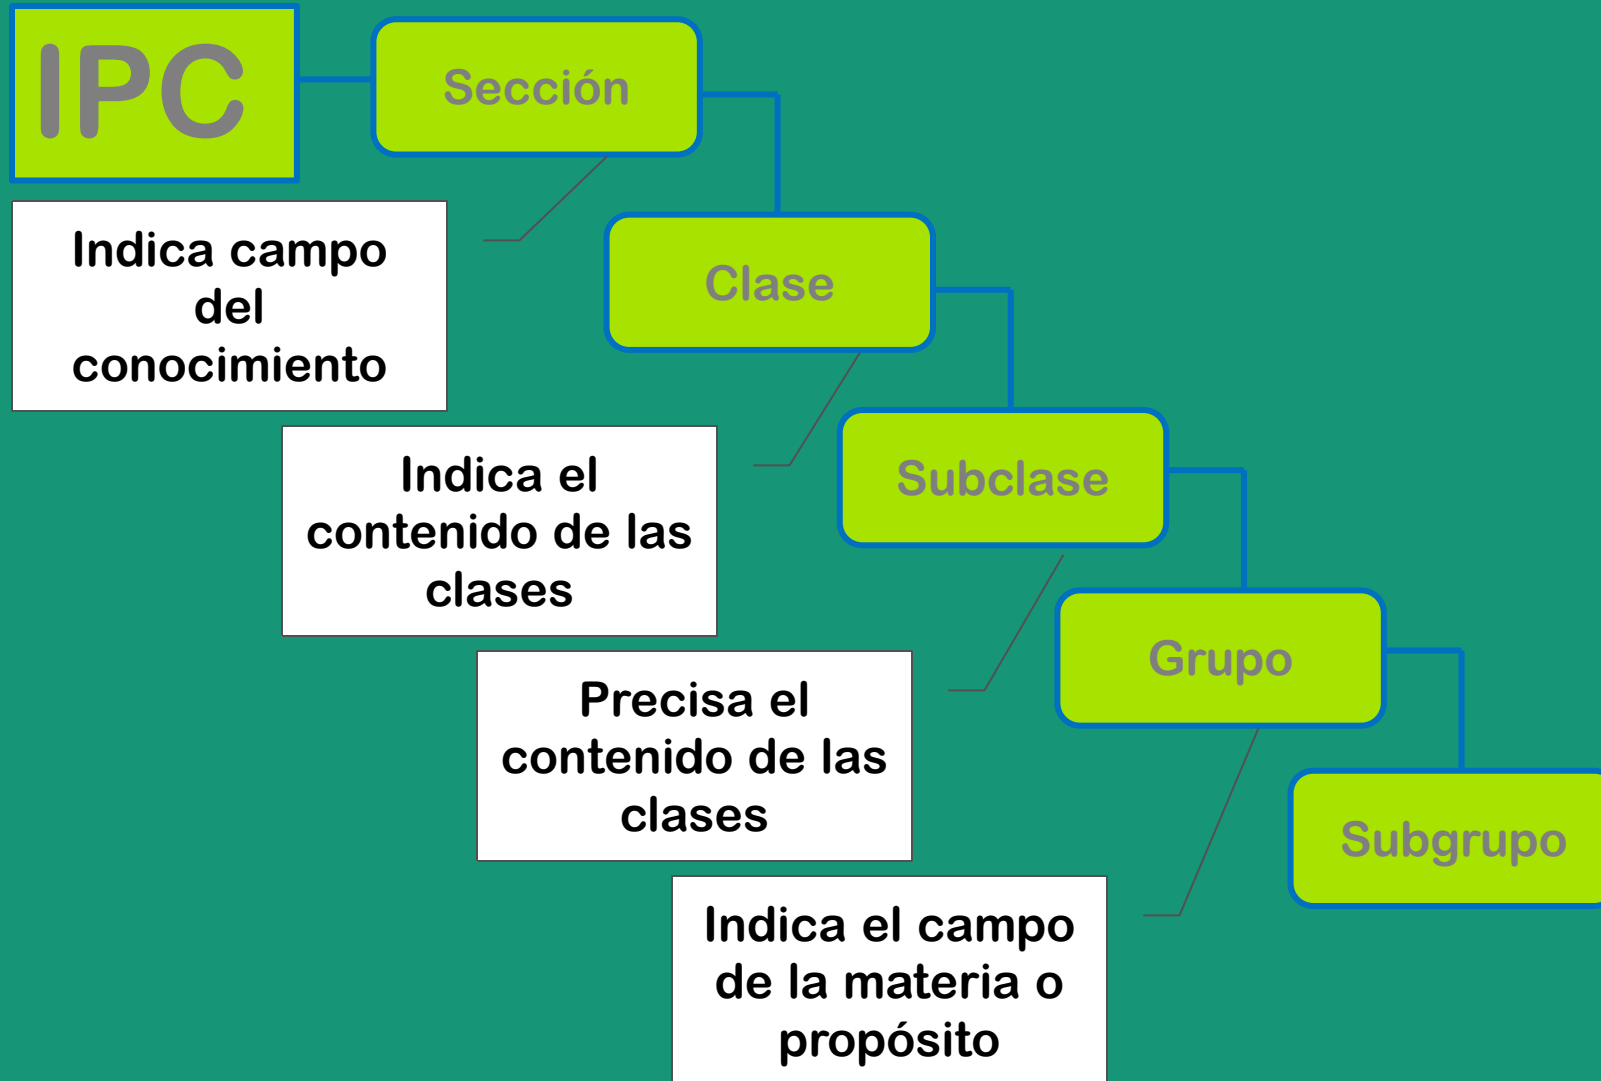 IPC
Sección
Indica campo
del
conocimiento
Clase
Indica el
contenido de las
clases
Subclase
Precisa el
contenido de las
clases
Grupo
Indica el campo
de la materia o
propósito
Subgrupo